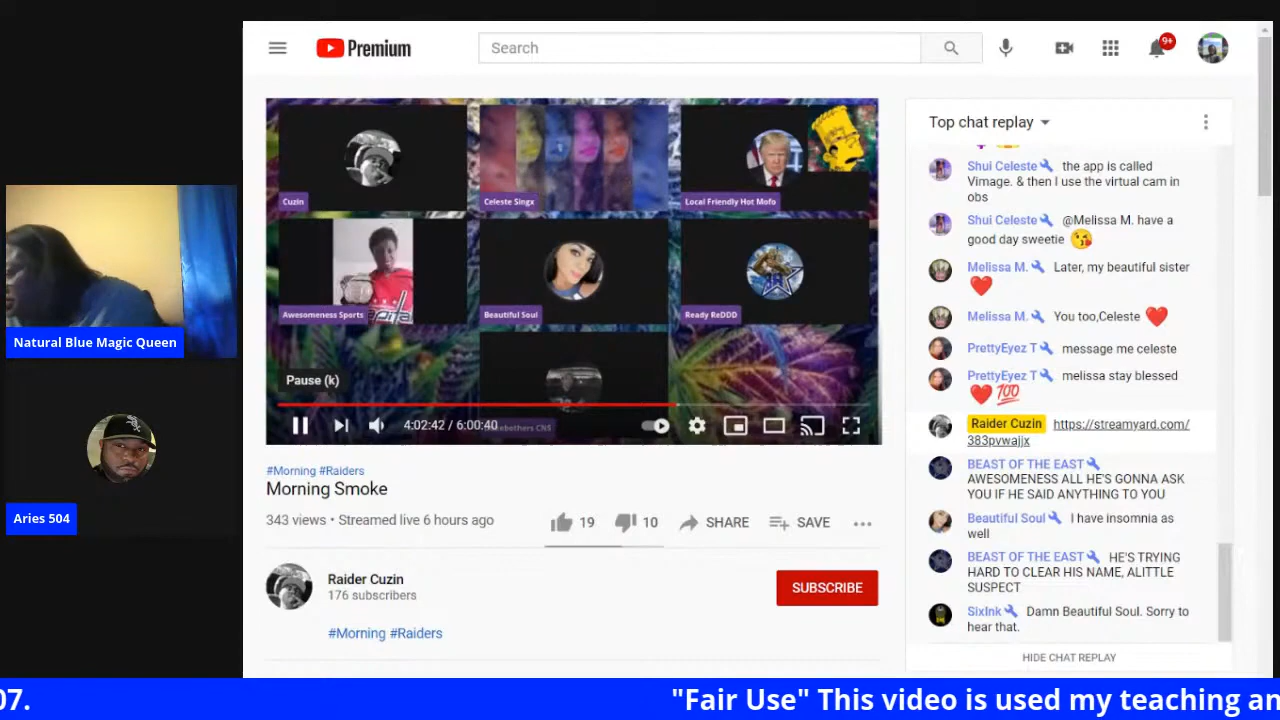 Premium
Search
9+
Cuzin
Celeste Singx
Local Friendly Hot Mofo
Awesomeness Sports
Beautiful Soul
Ready ReDDD
Pause (k)
4:02:42 / 6:00:40
#Morning #Raiders
Morning Smoke
343 views • Streamed live 6 hours ago
19
10
SHARE
SAVE
Raider Cuzin
176 subscribers
SUBSCRIBE
#Morning #Raiders
Top chat replay
Shui Celeste the app is called
Vimage. & then I use the virtual cam in
obs
Shui Celeste @Melissa M. have a
good day sweetie
Melissa M. Later, my beautiful sister
Melissa M. You too,Celeste
PrettyEyez T message me celeste
PrettyEyez T melissa stay blessed
100
Raider Cuzin https://streamyard.com/
383pvwajjx
BEAST OF THE EAST
AWESOMENESS ALL HE'S GONNA ASK
YOU IF HE SAID ANYTHING TO YOU
Beautiful Soul I have insomnia as
well
BEAST OF THE EAST HE'S TRYING
HARD TO CLEAR HIS NAME, ALITTLE
SUSPECT
SixInk Damn Beautiful Soul. Sorry to
hear that.
HIDE CHAT REPLAY
Natural Blue Magic Queen
Aries 504
07.
"Fair Use" This video is used my teaching an